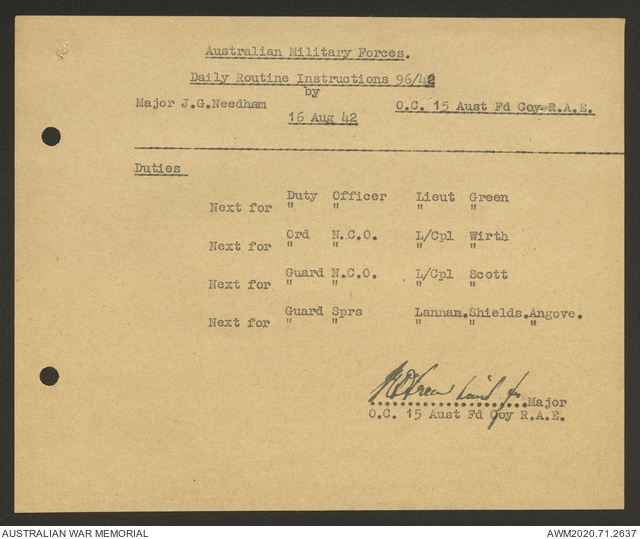 Australian Military Forces.
Daily Routine Instructions 96/42
by
Major J.G.Needham O.C. 15 Aust Fd Coy R.A.E.
16 Aug 42
Duties
Duty Officer Lieut Green
Next for " " " "
Ord N.C.O. L/Cpl Wirth
Next for " " " "
Guard N.C.O. L/Cpl Scott
Next for " " " "
Guard Sprs Lannan.Shields.Angove.
Next for " " " " "
Lieut for Major
O.C. 15 Aust Fd Coy R.A.E.
AUSTRALIAN WAR MEMORIAL AWM2020.71.2637